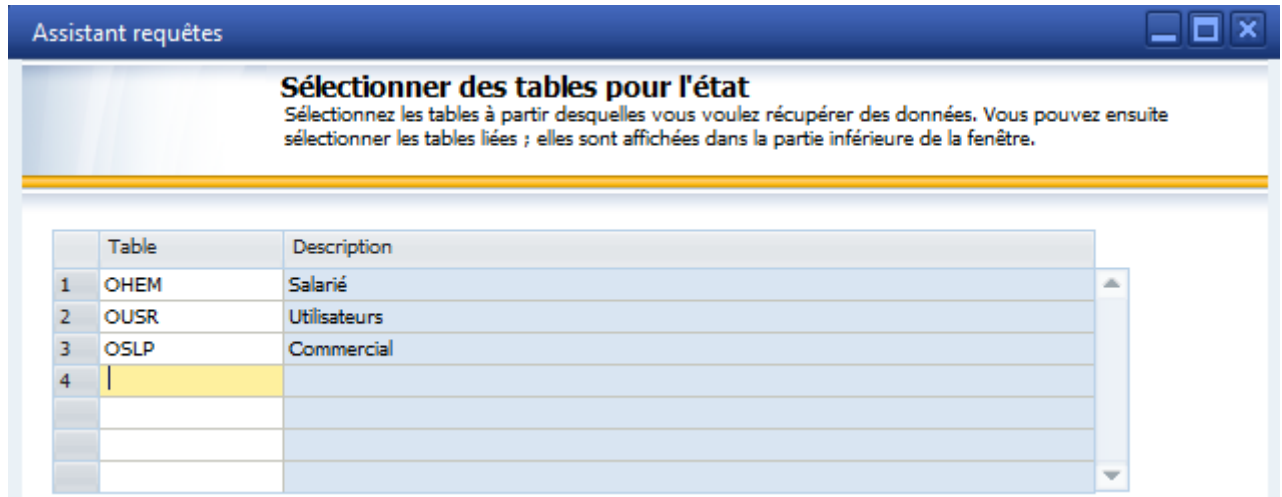 Assistant requêtes
Sélectionner des tables pour l'état
Sélectionnez les tables à partir desquelles vous voulez récupérer des données. Vous pouvez ensuite
sélectionner les tables liées ; elles sont affichées dans la partie inférieure de la fenêtre.
Table Description
1 OHEM Salarié
2 OUSR Utilisateurs
3 OSLP Commercial
4